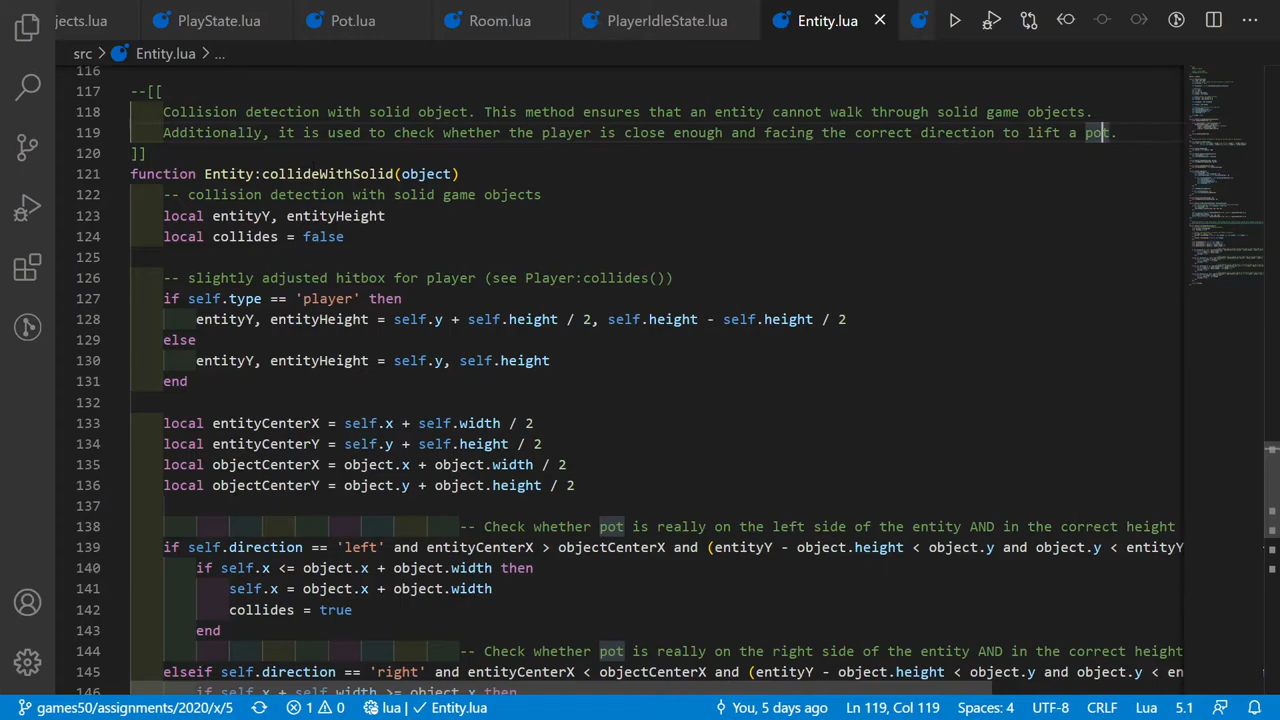 jects.lua PlayState.lua Pot.lua Room.lua PlayerIdleState.lua Entity.lua
src > Entity.lua > ...
116
117 --[[
118 Collision detection with solid object. The method ensures that an entity cannot walk through solid game objects.
119 Additionally, it is used to check whether the player is close enough and facing the correct direction to lift a pot.
120 ]]
121 function Entity:collideWithSolid(object)
122 -- collision detection with solid game objects
123 local entityY, entityHeight
124 local collides = false
125
126 -- slightly adjusted hitbox for player (see Player:collides())
127 if self.type == 'player' then
128 entityY, entityHeight = self.y + self.height / 2, self.height - self.height / 2
129 else
130 entityY, entityHeight = self.y, self.height
131 end
132
133 local entityCenterX = self.x + self.width / 2
134 local entityCenterY = self.y + self.height / 2
135 local objectCenterX = object.x + object.width / 2
136 local objectCenterY = object.y + object.height / 2
137
138 -- Check whether pot is really on the left side of the entity AND in the correct height
139 if self.direction == 'left' and entityCenterX > objectCenterX and (entityY - object.height < object.y and object.y < entityY
140 if self.x <= object.x + object.width then
141 self.x = object.x + object.width
142 collides = true
143 end
144 -- Check whether pot is really on the right side of the entity AND in the correct height
145 elseif self.direction == 'right' and entityCenterX < objectCenterX and (entityY - object.height < object.y and object.y < en
146 if self.x + self.width >= object.x then
games50/assignments/2020/x/5 1 0 lua Entity.lua You, 5 days ago Ln 119, Col 119 Spaces: 4 UTF-8 CRLF Lua 5.1